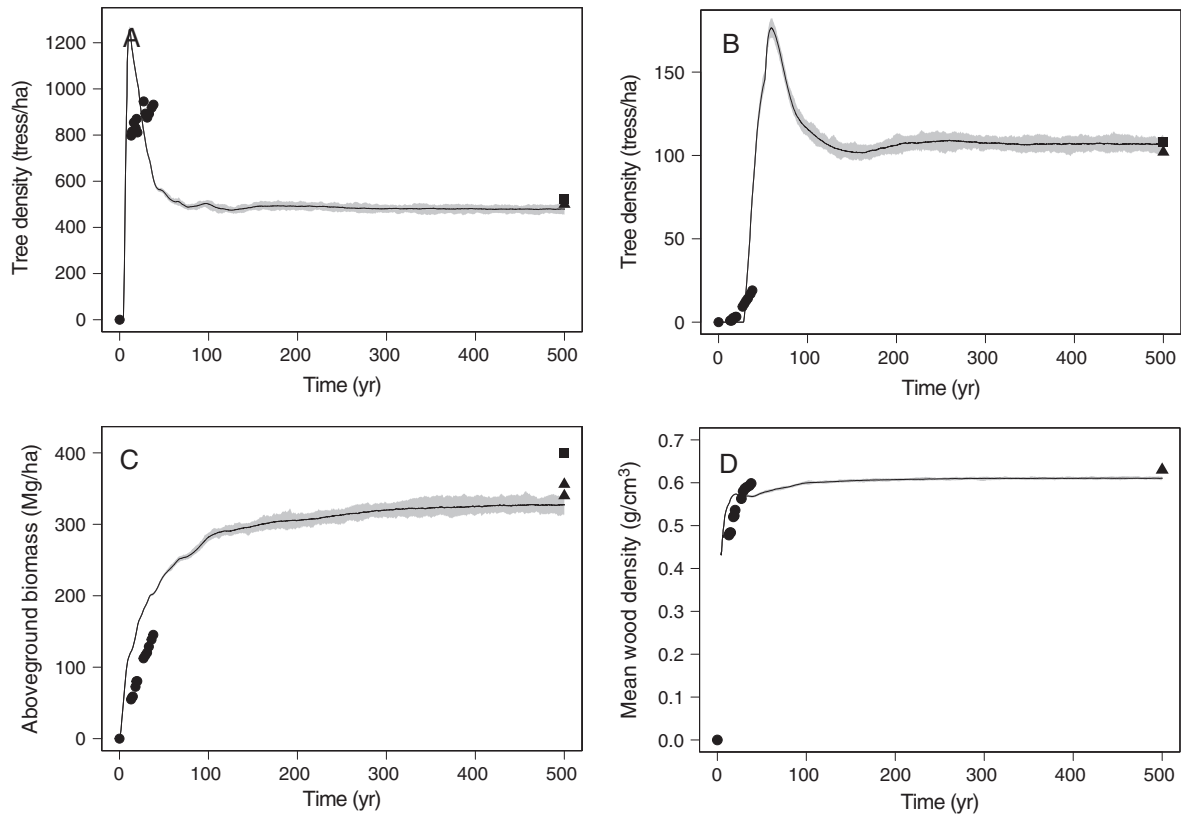 A
Tree density (tress/ha)
1200
1000
800
600
400
200
0
0 100 200 300 400 500
Time (yr)
B
Tree density (tress/ha)
150
100
50
0
0 100 200 300 400 500
Time (yr)
C
Aboveground biomass (Mg/ha)
400
300
200
100
0
0 100 200 300 400 500
Time (yr)
D
Mean wood density (g/cm³)
0.7
0.6
0.5
0.4
0.3
0.2
0.1
0.0
0 100 200 300 400 500
Time (yr)